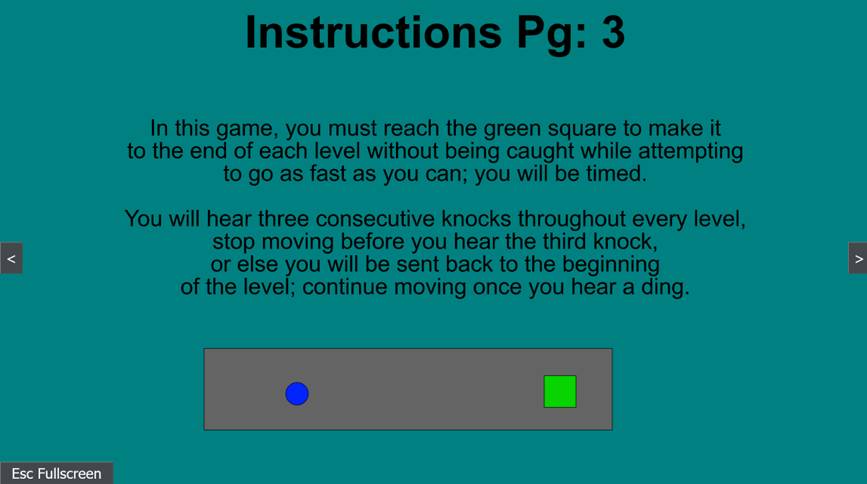 Instructions Pg: 3
In this game, you must reach the green square to make it
to the end of each level without being caught while attempting
to go as fast as you can; you will be timed.
You will hear three consecutive knocks throughout every level,
stop moving before you hear the third knock,
or else you will be sent back to the beginning
of the level; continue moving once you hear a ding.
<
>
Esc Fullscreen